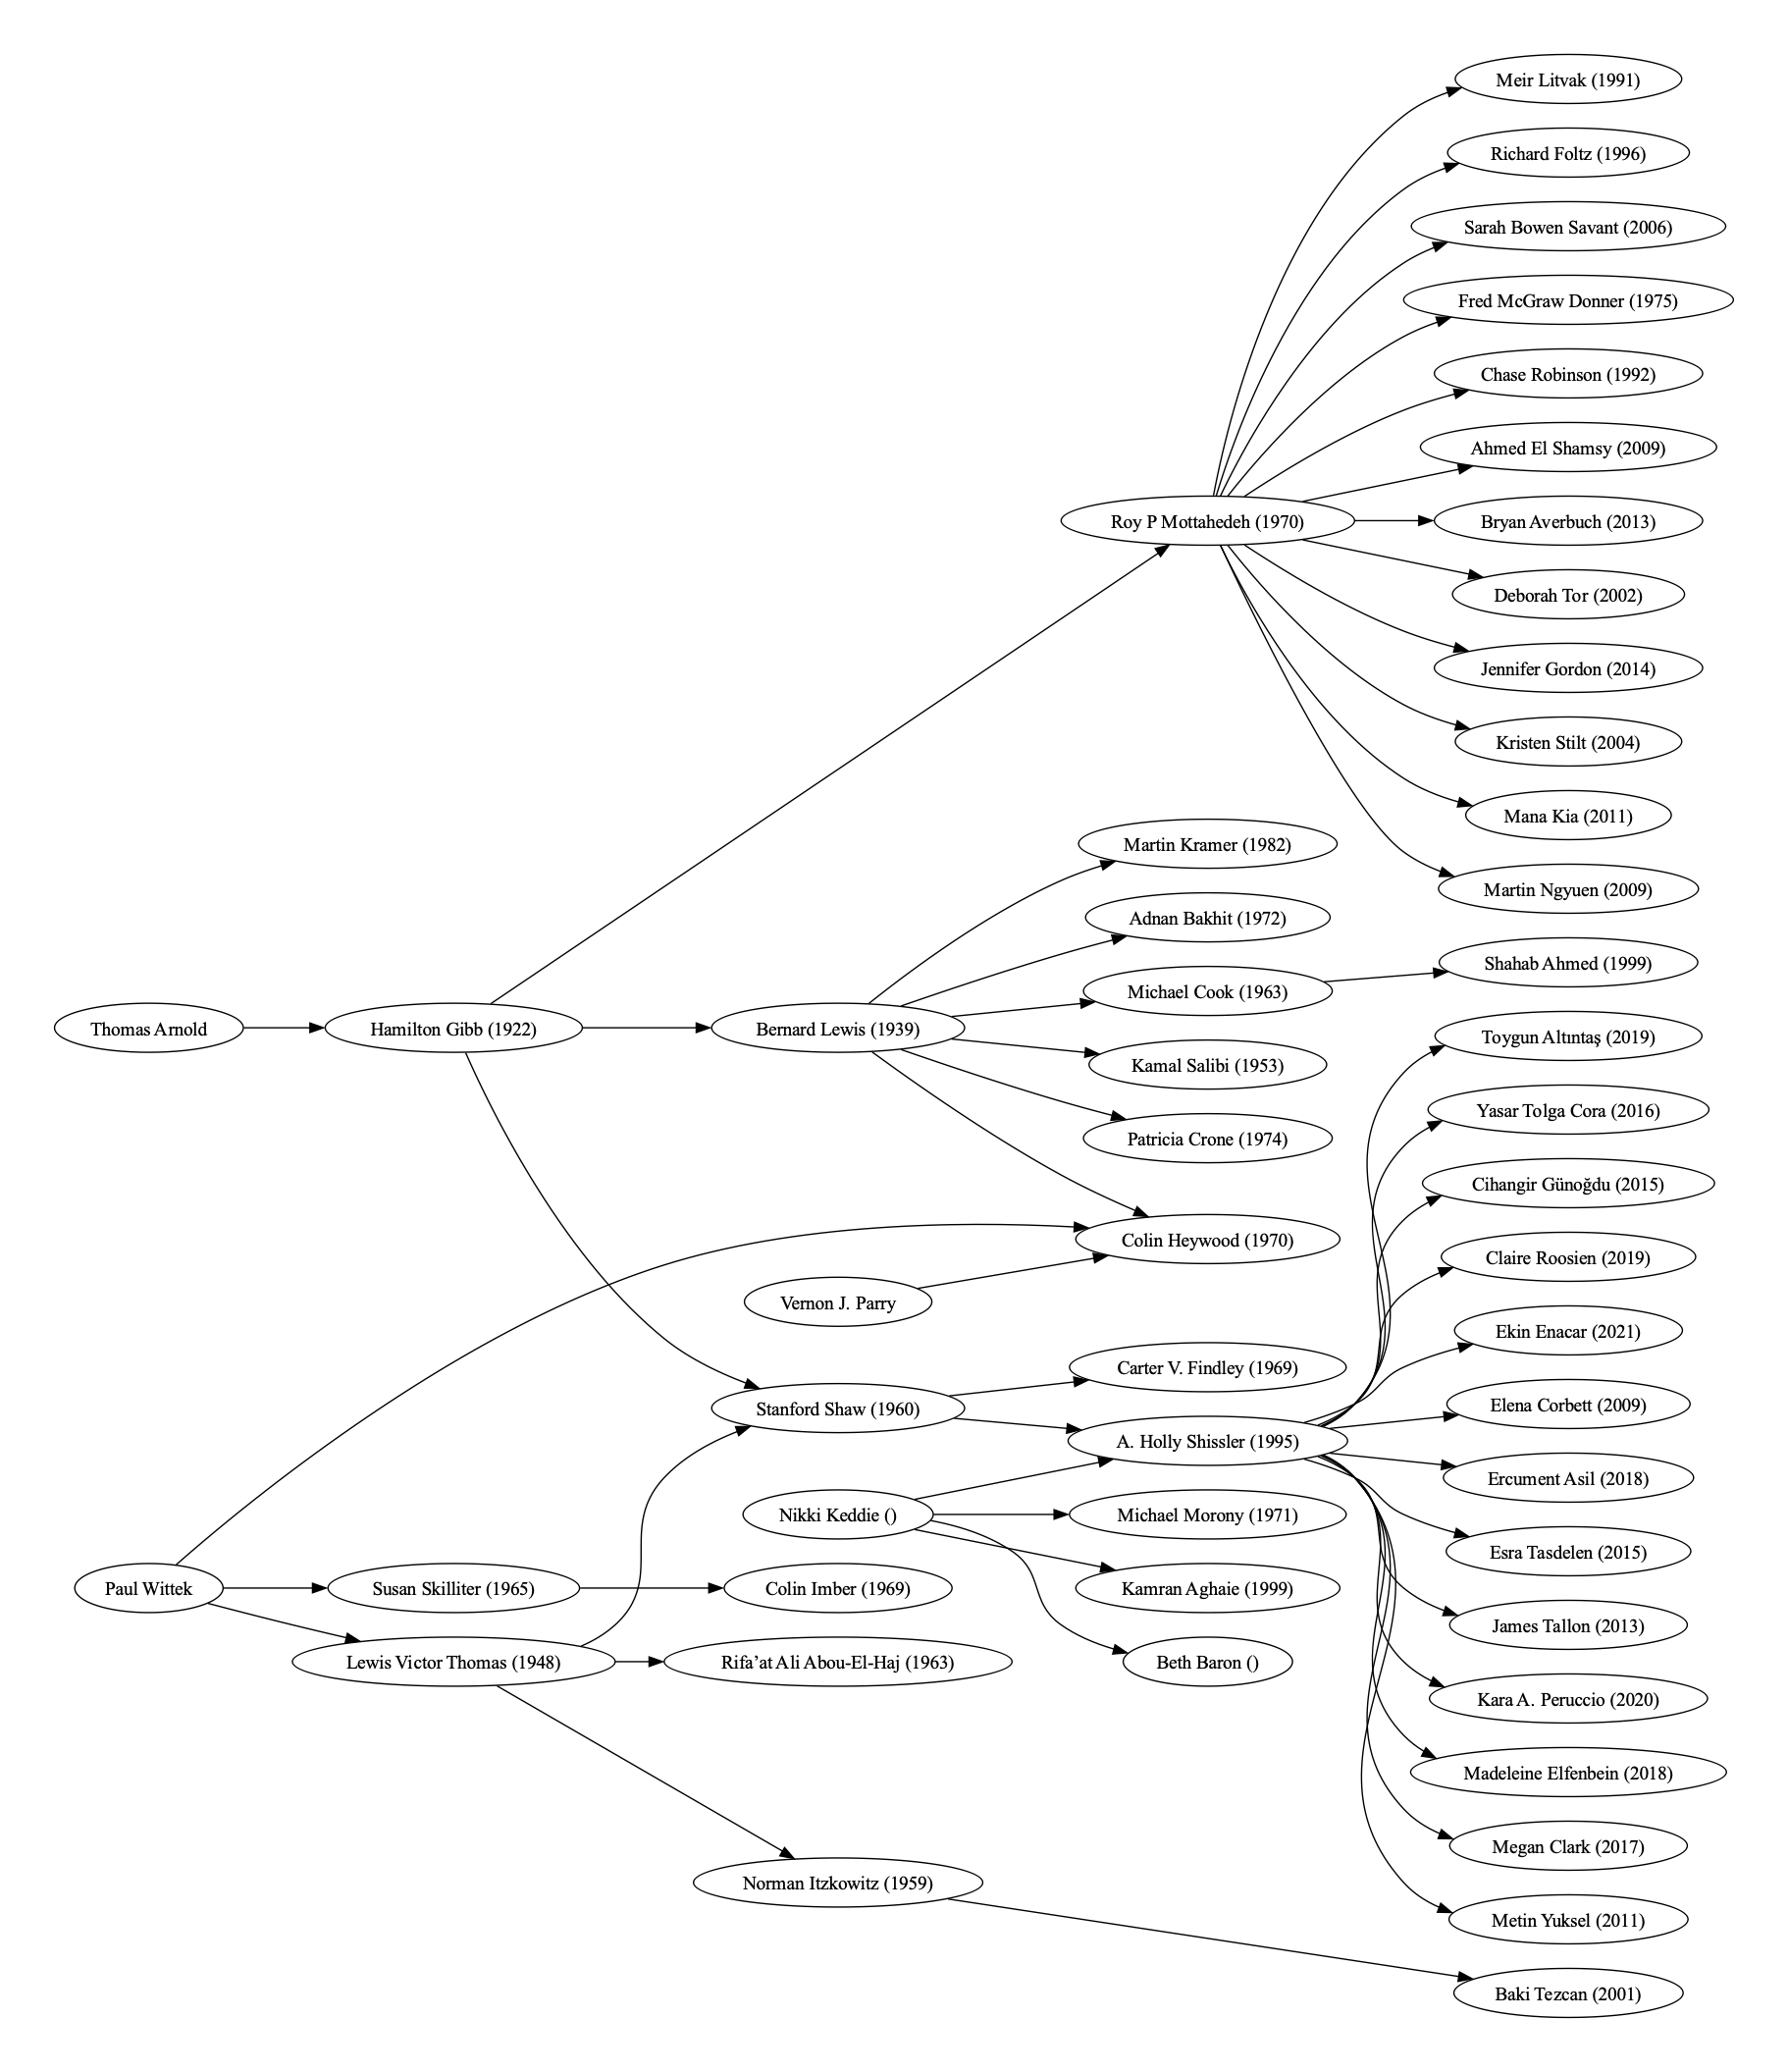 Meir Litvak (1991)
Richard Foltz (1996)
Sarah Bowen Savant (2006)
Fred McGraw Donner (1975)
Chase Robinson (1992)
Ahmed El Shamsy (2009)
Roy P Mottahedeh (1970)
Bryan Averbuch (2013)
Deborah Tor (2002)
Jennifer Gordon (2014)
Kristen Stilt (2004)
Mana Kia (2011)
Martin Kramer (1982)
Martin Ngyuen (2009)
Adnan Bakhit (1972)
Shahab Ahmed (1999)
Michael Cook (1963)
Thomas Arnold
Hamilton Gibb (1922)
Bernard Lewis (1939)
Toygun Altıntaş (2019)
Kamal Salibi (1953)
Yasar Tolga Cora (2016)
Patricia Crone (1974)
Cihangir Günoğdu (2015)
Colin Heywood (1970)
Claire Roosien (2019)
Vernon J. Parry
Ekin Enacar (2021)
Carter V. Findley (1969)
Stanford Shaw (1960)
Elena Corbett (2009)
A. Holly Shissler (1995)
Ercument Asil (2018)
Nikki Keddie ()
Michael Morony (1971)
Esra Tasdelen (2015)
Paul Wittek
Susan Skilliter (1965)
Colin Imber (1969)
Kamran Aghaie (1999)
James Tallon (2013)
Lewis Victor Thomas (1948)
Rifa’at Ali Abou-El-Haj (1963)
Beth Baron ()
Kara A. Peruccio (2020)
Madeleine Elfenbein (2018)
Megan Clark (2017)
Norman Itzkowitz (1959)
Metin Yuksel (2011)
Baki Tezcan (2001)